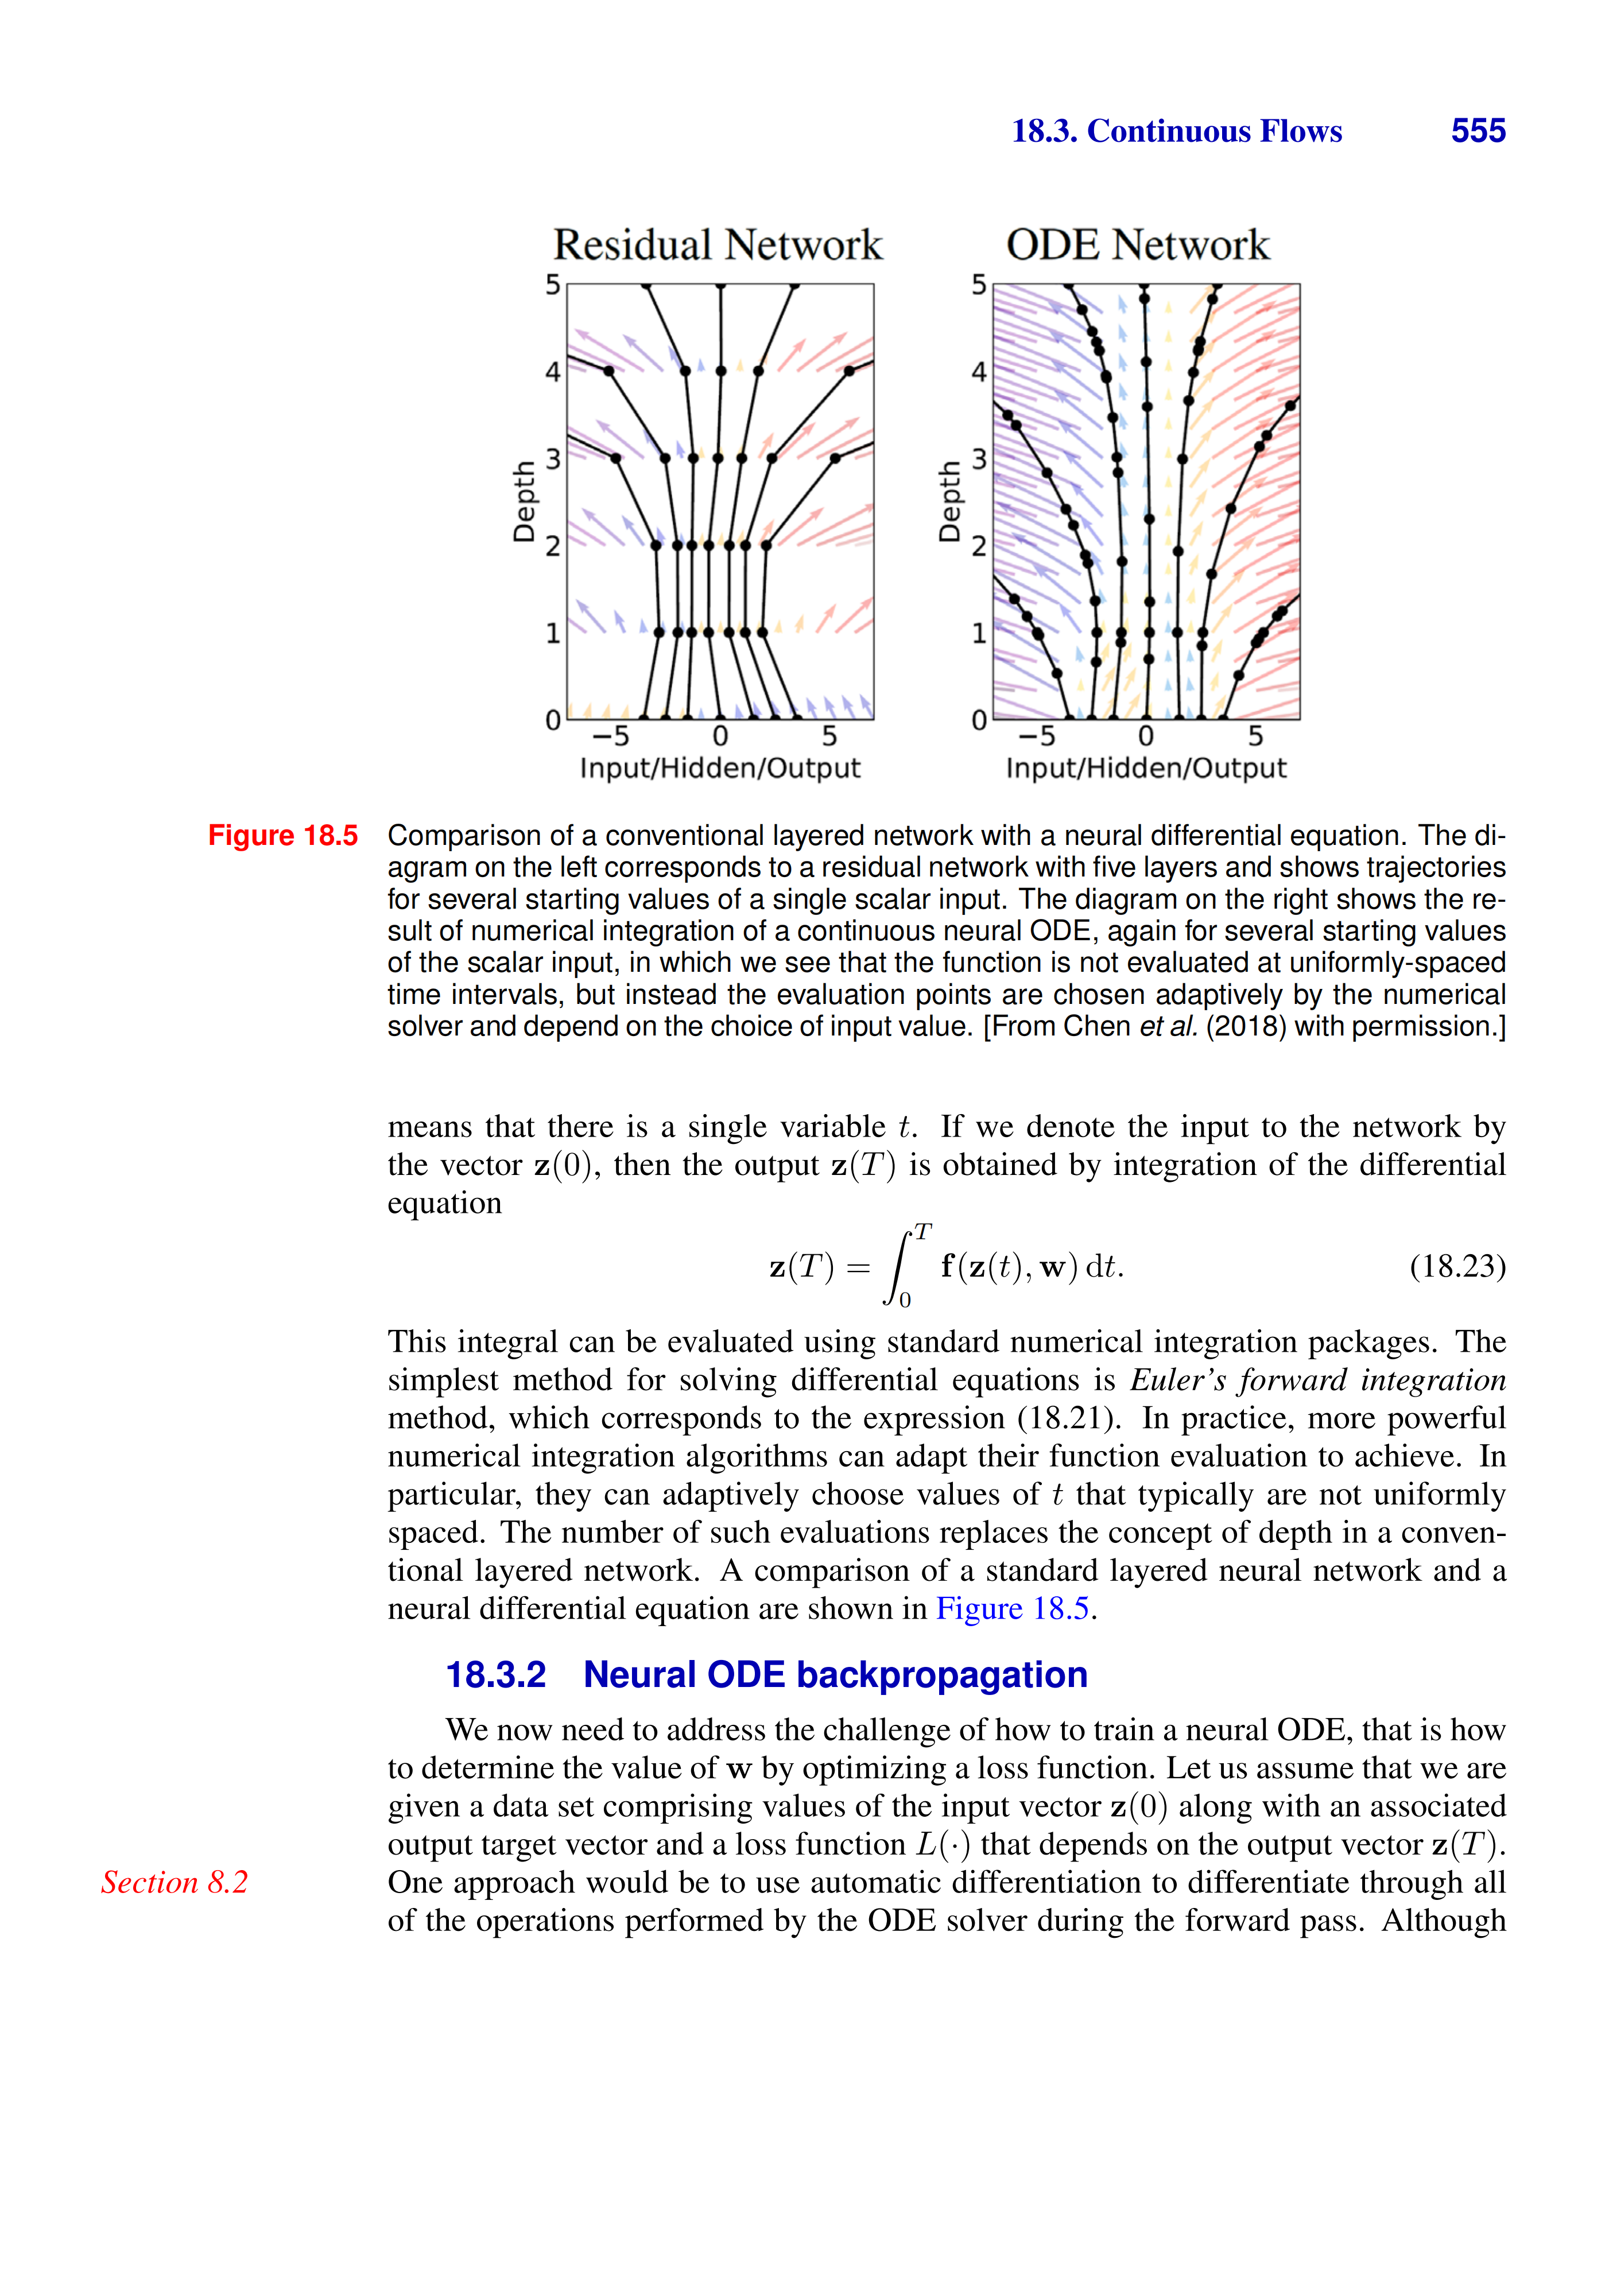 18.3. Continuous Flows 555
Residual Network
5
4
3
2
1
0
Depth
−5 0 5
Input/Hidden/Output
ODE Network
5
4
3
2
1
0
Depth
−5 0 5
Input/Hidden/Output
Figure 18.5 Comparison of a conventional layered network with a neural differential equation. The di-
agram on the left corresponds to a residual network with five layers and shows trajectories
for several starting values of a single scalar input. The diagram on the right shows the re-
sult of numerical integration of a continuous neural ODE, again for several starting values
of the scalar input, in which we see that the function is not evaluated at uniformly-spaced
time intervals, but instead the evaluation points are chosen adaptively by the numerical
solver and depend on the choice of input value. [From Chen et al. (2018) with permission.]
means that there is a single variable t. If we denote the input to the network by
the vector z(0), then the output z(T) is obtained by integration of the differential
equation
z(T) = ∫₀ᵀ f(z(t), w) dt. (18.23)
This integral can be evaluated using standard numerical integration packages. The
simplest method for solving differential equations is Euler's forward integration
method, which corresponds to the expression (18.21). In practice, more powerful
numerical integration algorithms can adapt their function evaluation to achieve. In
particular, they can adaptively choose values of t that typically are not uniformly
spaced. The number of such evaluations replaces the concept of depth in a conven-
tional layered network. A comparison of a standard layered neural network and a
neural differential equation are shown in Figure 18.5.
18.3.2 Neural ODE backpropagation
We now need to address the challenge of how to train a neural ODE, that is how
to determine the value of w by optimizing a loss function. Let us assume that we are
given a data set comprising values of the input vector z(0) along with an associated
output target vector and a loss function L(·) that depends on the output vector z(T).
Section 8.2 One approach would be to use automatic differentiation to differentiate through all
of the operations performed by the ODE solver during the forward pass. Although